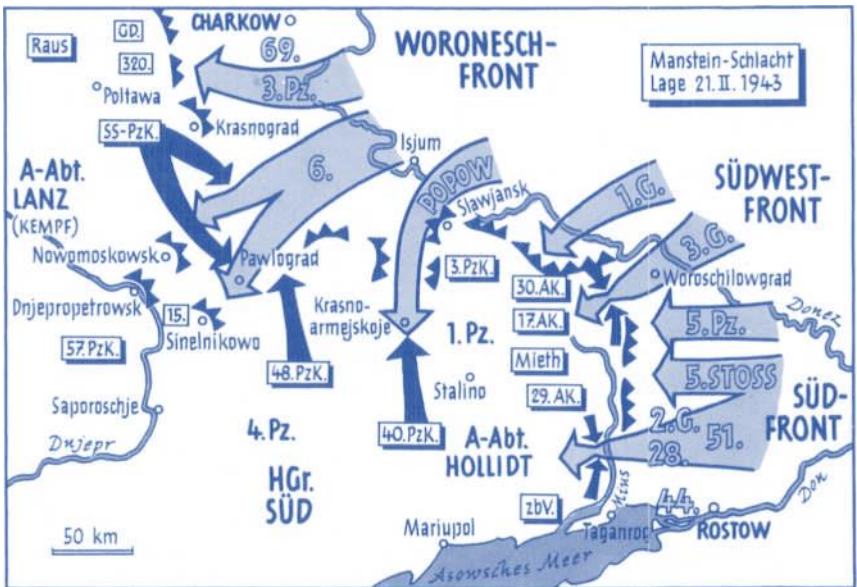 CHARKOW
WORONESCH-
FRONT
Manstein-Schlacht
Lage 21.II.1943
Raus
GD.
320.
69.
3.Pz.
Poltawa
SS-PzK.
Krasnograd
Isjum
A-Abt.
LANZ
(KEMPF)
6.
POPOW
Slawjansk
1.G.
SÜDWEST-
FRONT
3.G.
Nowomoskowsk
Pawlograd
3.PzK.
30.AK.
Woroschilowgrad
Dnjepropetrowsk
15.
Sinelnikowo
Krasno-
armejskoje
1.Pz.
17.AK.
5.Pz.
Donez
57.PzK.
48.PzK.
Mieth
Stalino
5.STOSS
29.AK.
SÜD-
FRONT
Saporoschje
4.Pz.
40.PzK.
A-Abt.
HOLLIDT
2.G.
28.
51.
Dnjepr
HGr.
SÜD
zbV.
Mius
44.
Don
50 km
Mariupol
Taganrog
ROSTOW
Asowsches Meer